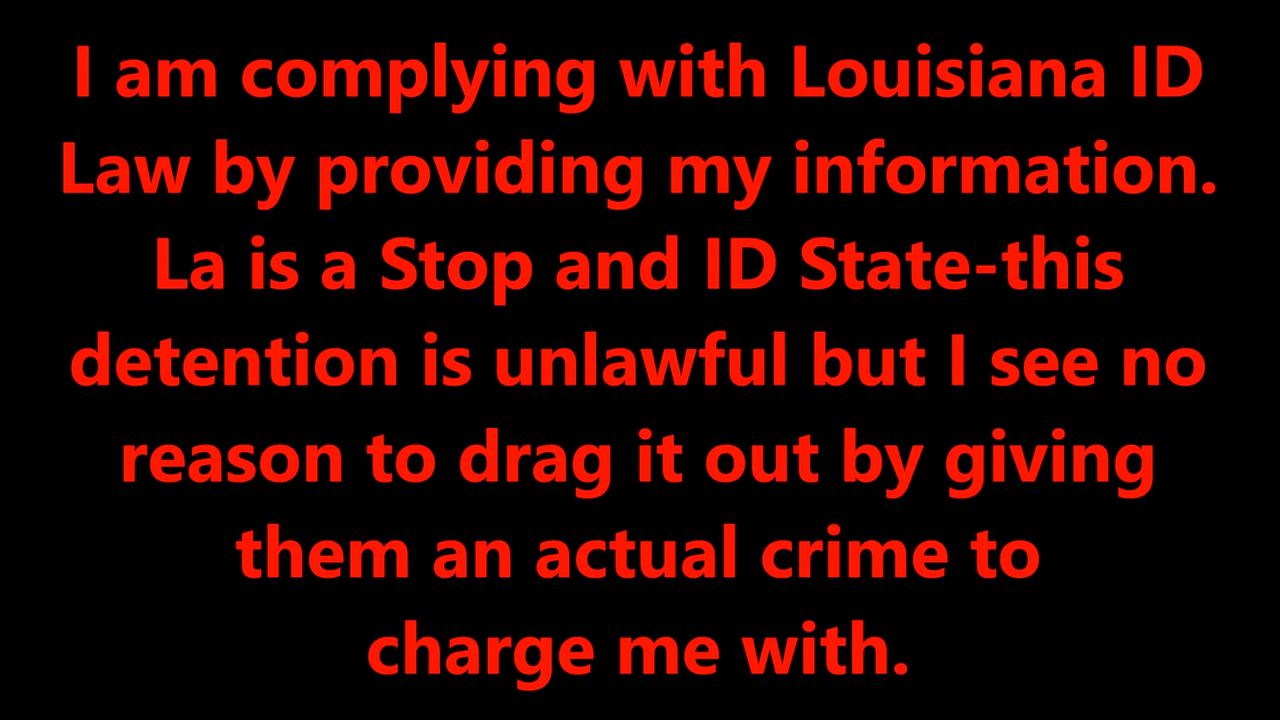 I am complying with Louisiana ID
Law by providing my information.
La is a Stop and ID State-this
detention is unlawful but I see no
reason to drag it out by giving
them an actual crime to
charge me with.